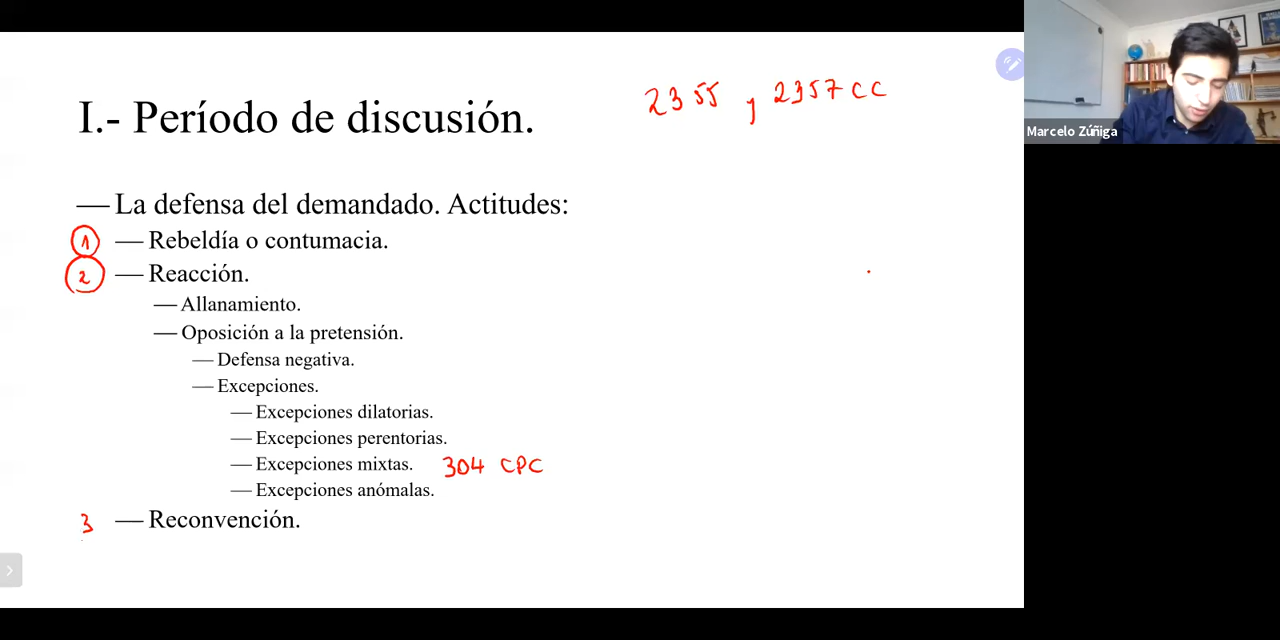 2355 y 2357 CC
I.- Período de discusión.
— La defensa del demandado. Actitudes:
1 — Rebeldía o contumacia.
2 — Reacción.
— Allanamiento.
— Oposición a la pretensión.
— Defensa negativa.
— Excepciones.
— Excepciones dilatorias.
— Excepciones perentorias.
— Excepciones mixtas. 304 CPC
— Excepciones anómalas.
3 — Reconvención.
Marcelo Zúñiga